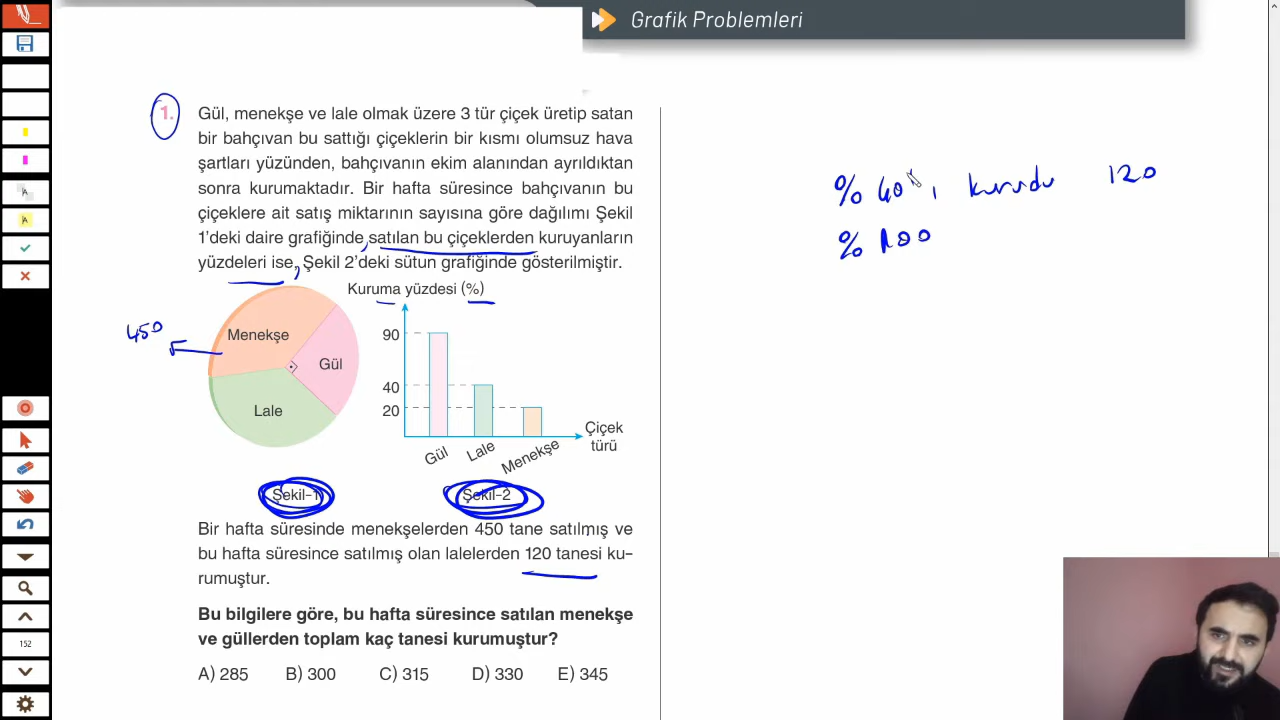 Grafik Problemleri
1. Gül, menekşe ve lale olmak üzere 3 tür çiçek üretip satan
bir bahçıvan bu sattığı çiçeklerin bir kısmı olumsuz hava
şartları yüzünden, bahçıvanın ekim alanından ayrıldıktan
sonra kurumaktadır. Bir hafta süresince bahçıvanın bu
çiçeklere ait satış miktarının sayısına göre dağılımı Şekil
1'deki daire grafiğinde satılan bu çiçeklerden kuruyanların
yüzdeleri ise, Şekil 2'deki sütun grafiğinde gösterilmiştir.
Kuruma yüzdesi (%)
450
Menekşe
Gül
Lale
90
40
20
Gül
Lale
Menekşe
Çiçek
türü
Şekil-1
Şekil-2
Bir hafta süresinde menekşelerden 450 tane satılmış ve
bu hafta süresince satılmış olan lalelerden 120 tanesi ku-
rumuştur.
Bu bilgilere göre, bu hafta süresince satılan menekşe
ve güllerden toplam kaç tanesi kurumuştur?
A) 285 B) 300 C) 315 D) 330 E) 345
% 40'ı kurudu 120
% 100
A
A
152